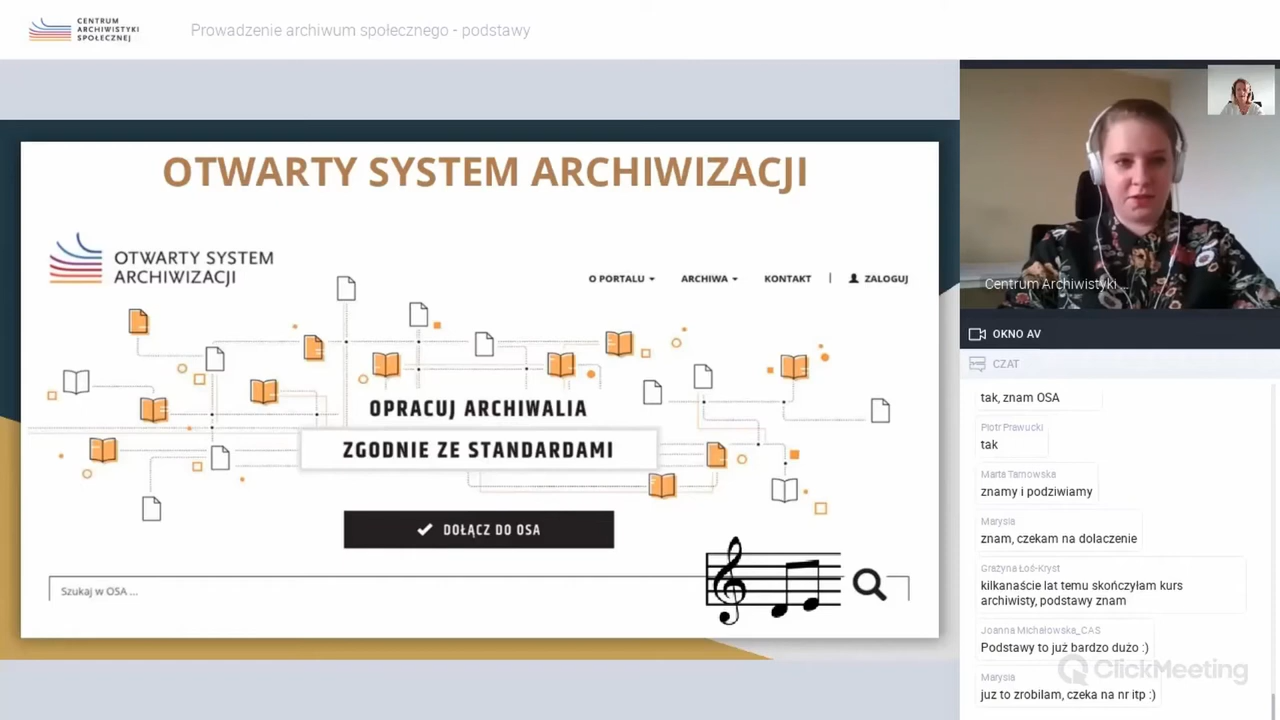 CENTRUM
ARCHIWISTYKI
SPOŁECZNEJ
Prowadzenie archiwum społecznego - podstawy
OTWARTY SYSTEM ARCHIWIZACJI
OTWARTY SYSTEM
ARCHIWIZACJI
O PORTALU
ARCHIWA
KONTAKT
ZALOGUJ
OPRACUJ ARCHIWALIA
ZGODNIE ZE STANDARDAMI
DOŁĄCZ DO OSA
Szukaj w OSA ...
Centrum Archiwistyki ...
OKNO AV
CZAT
tak, znam OSA
Piotr Prawucki
tak
Marta Tarnowska
znamy i podziwiamy
Marysia
znam, czekam na dolaczenie
Grażyna Łoś-Kryst
kilkanaście lat temu skończyłam kurs
archiwisty, podstawy znam
Joanna Michałowska_CAS
Podstawy to już bardzo dużo :)
Marysia
juz to zrobilam, czeka na nr itp :)
ClickMeeting